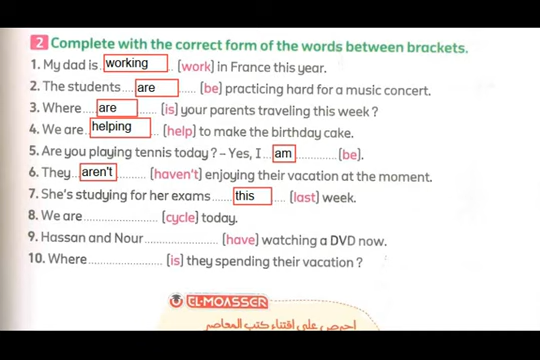 2 Complete with the correct form of the words between brackets.
1. My dad is working (work) in France this year.
2. The students are (be) practicing hard for a music concert.
3. Where are (is) your parents traveling this week?
4. We are helping (help) to make the birthday cake.
5. Are you playing tennis today? – Yes, I am (be).
6. They aren't (haven't) enjoying their vacation at the moment.
7. She's studying for her exams this (last) week.
8. We are .................. (cycle) today.
9. Hassan and Nour .................. (have) watching a DVD now.
10. Where .................. (is) they spending their vacation?
EL-MOASSER
احرص على اقتناء كتب المعاصر